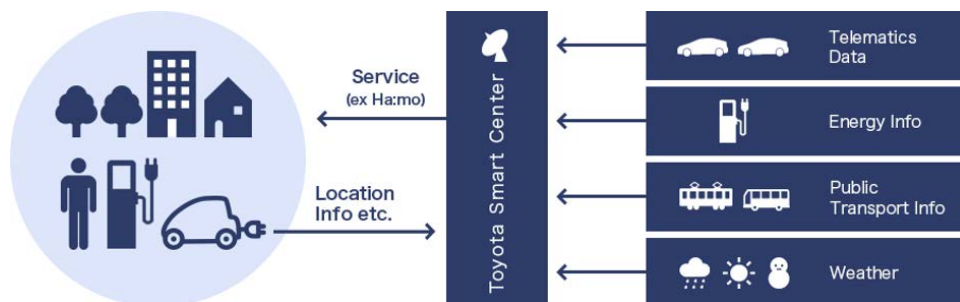 Service
(ex Ha:mo)
Location
Info etc.
Toyota Smart Center
Telematics
Data
Energy Info
Public
Transport Info
Weather